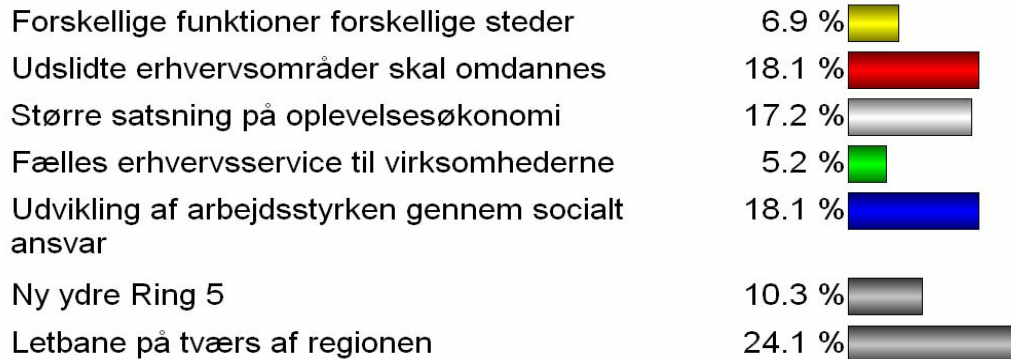 Forskellige funktioner forskellige steder 6.9 %
Udslidte erhvervsområder skal omdannes 18.1 %
Større satsning på oplevelsesøkonomi 17.2 %
Fælles erhvervsservice til virksomhederne 5.2 %
Udvikling af arbejdsstyrken gennem socialt 18.1 %
ansvar
Ny ydre Ring 5 10.3 %
Letbane på tværs af regionen 24.1 %